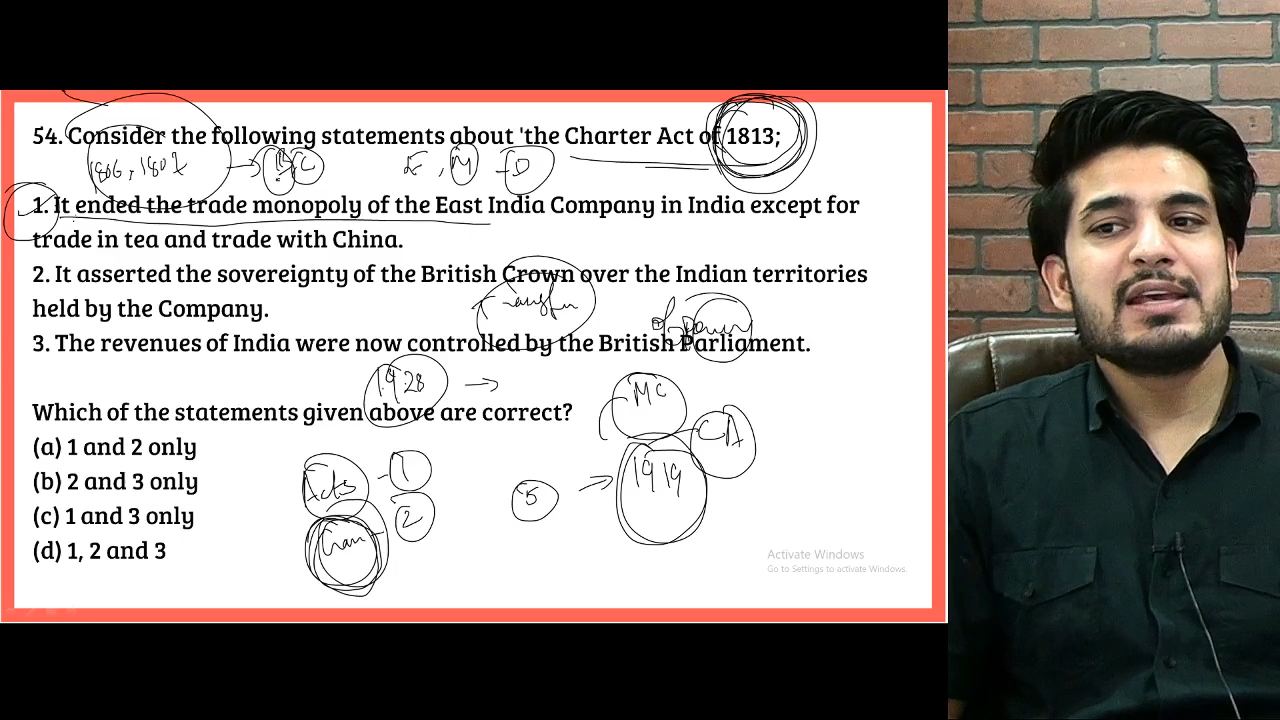 54. Consider the following statements about 'the Charter Act of 1813;
1806, 1807
1. It ended the trade monopoly of the East India Company in India except for
trade in tea and trade with China.
2. It asserted the sovereignty of the British Crown over the Indian territories
held by the Company.
3. The revenues of India were now controlled by the British Parliament.
1928
MC
Which of the statements given above are correct?
CA
(a) 1 and 2 only
Acts - 1
1919
(b) 2 and 3 only
5
(c) 1 and 3 only
2
(d) 1, 2 and 3
Activate Windows
Go to Settings to activate Windows.